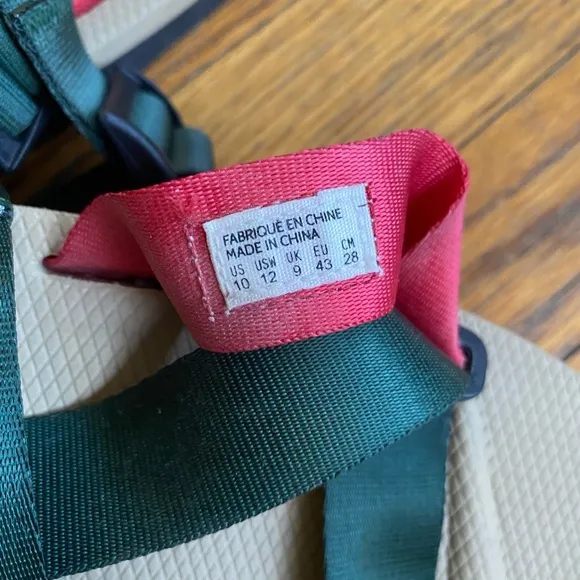 FABRIQUÉ EN CHINE
MADE IN CHINA
US USW UK EU CM
10 12 9 43 28